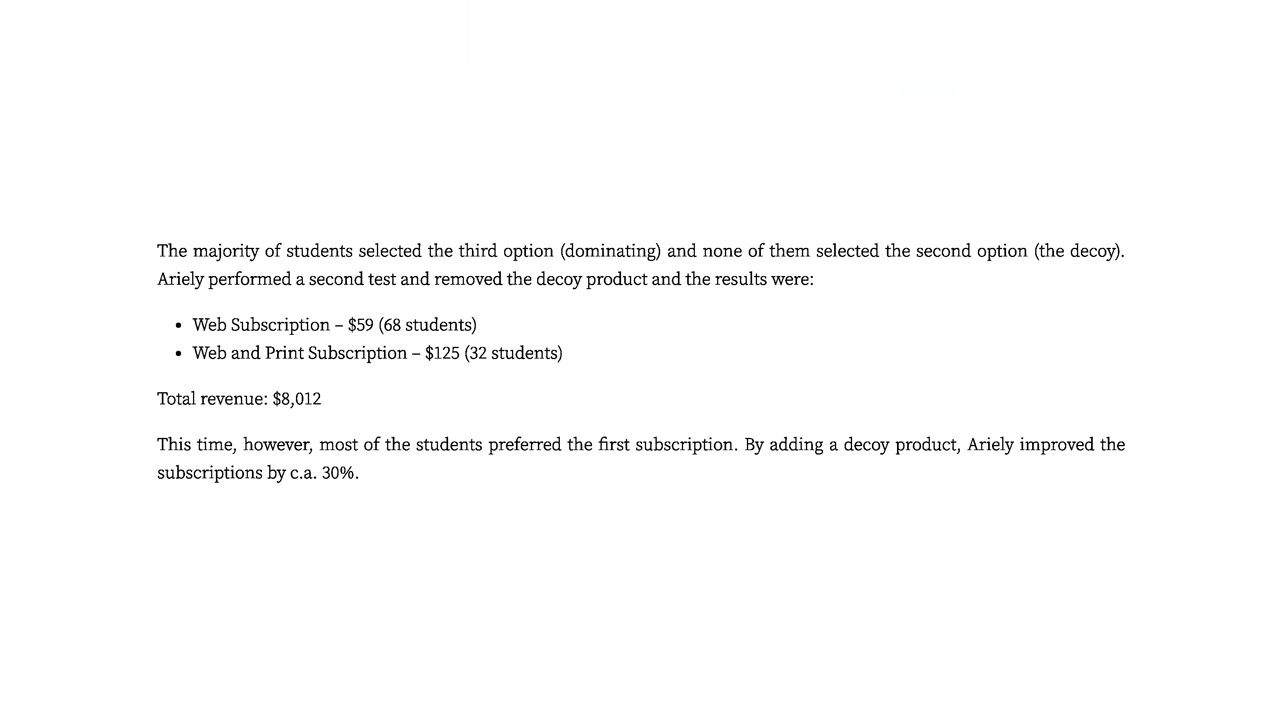 The majority of students selected the third option (dominating) and none of them selected the second option (the decoy).
Ariely performed a second test and removed the decoy product and the results were:
• Web Subscription – $59 (68 students)
• Web and Print Subscription – $125 (32 students)
Total revenue: $8,012
This time, however, most of the students preferred the first subscription. By adding a decoy product, Ariely improved the
subscriptions by c.a. 30%.